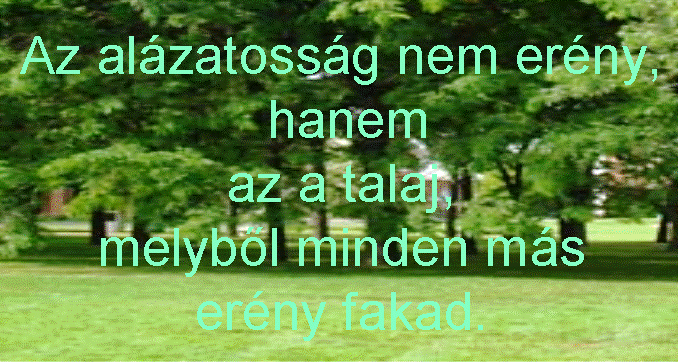 Az alázatosság nem erény,
hanem
az a talaj,
melyből minden más
erény fakad.